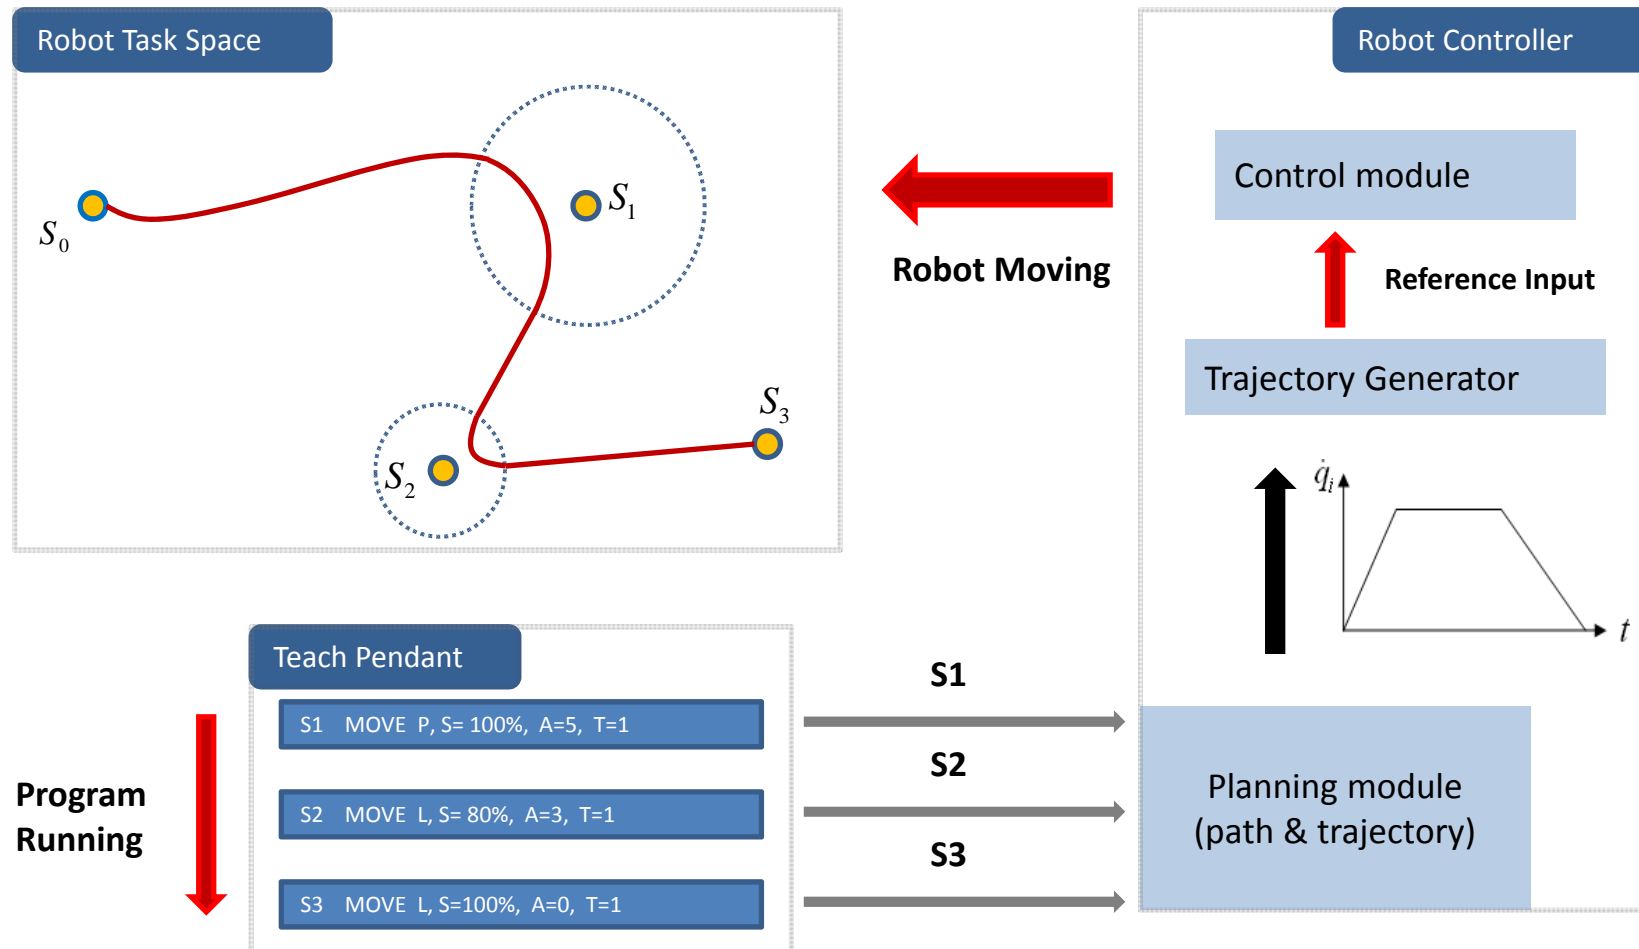 Robot Task Space
S₀
S₁
S₂
S₃
Robot Moving
Robot Controller
Control module
Reference Input
Trajectory Generator
q̇ᵢ
t
Planning module
(path & trajectory)
Teach Pendant
Program
Running
S1 MOVE P, S= 100%, A=5, T=1
S2 MOVE L, S= 80%, A=3, T=1
S3 MOVE L, S=100%, A=0, T=1
S1
S2
S3